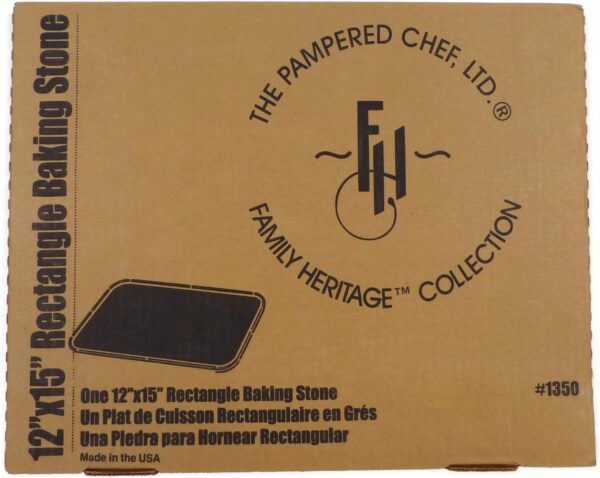 12"x15" Rectangle Baking Stone
THE PAMPERED CHEF, LTD.®
FH
FAMILY HERITAGE™ COLLECTION
One 12"x15" Rectangle Baking Stone
#1350
Un Plat de Cuisson Rectangulaire en Grés
Una Piedra para Hornear Rectangular
Made in the USA